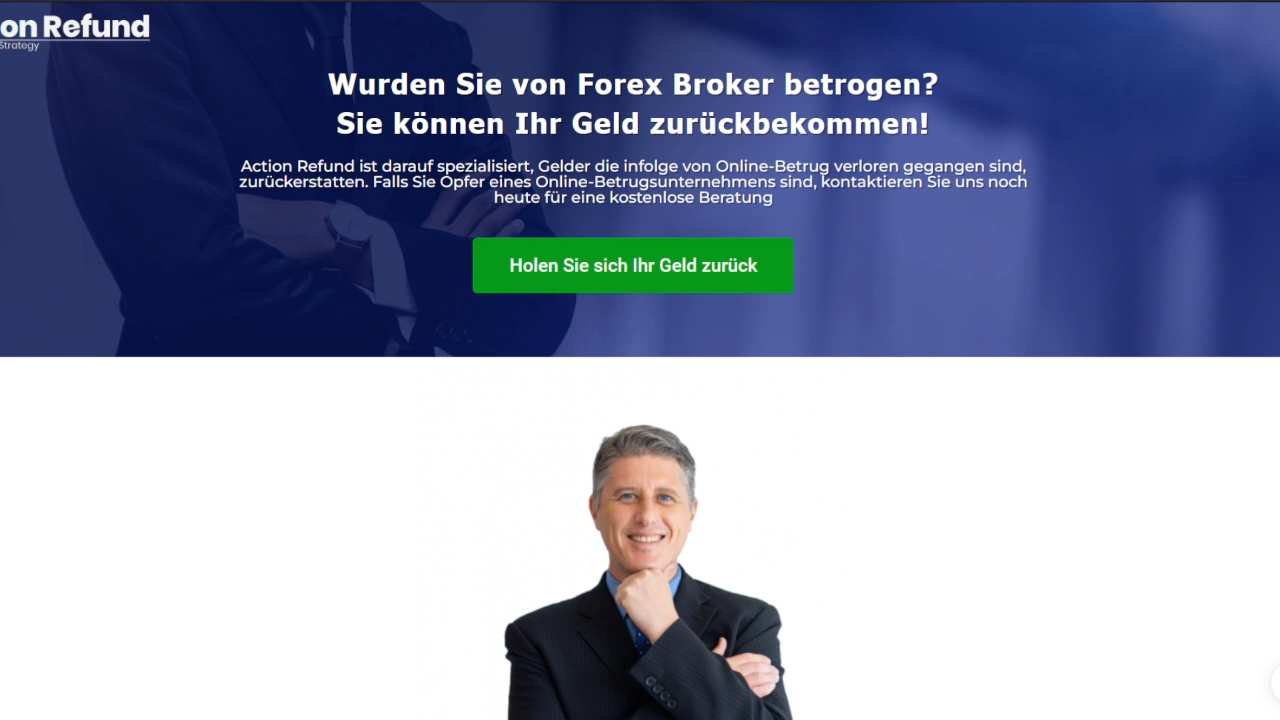 on Refund
Strategy
Wurden Sie von Forex Broker betrogen?
Sie können Ihr Geld zurückbekommen!
Action Refund ist darauf spezialisiert, Gelder die infolge von Online-Betrug verloren gegangen sind,
zurückerstatten. Falls Sie Opfer eines Online-Betrugsunternehmens sind, kontaktieren Sie uns noch
heute für eine kostenlose Beratung
Holen Sie sich Ihr Geld zurück